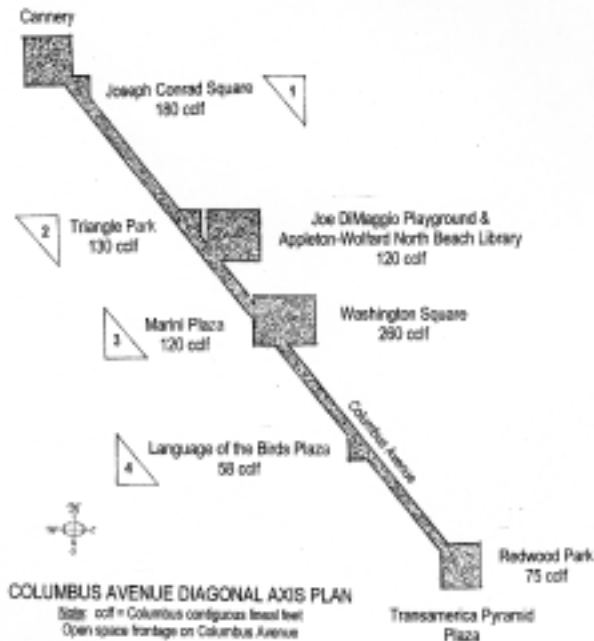 Cannery
Joseph Conrad Square
180 cclf
1
2
Triangle Park
130 cclf
Joe DiMaggio Playground &
Appleton-Wolfard North Beach Library
120 cclf
3
Marini Plaza
120 cclf
Washington Square
260 cclf
Columbus Avenue
4
Language of the Birds Plaza
58 cclf
Redwood Park
75 cclf
COLUMBUS AVENUE DIAGONAL AXIS PLAN
Note: cclf = Columbus contiguous lineal feet
Open space frontage on Columbus Avenue
Transamerica Pyramid
Plaza